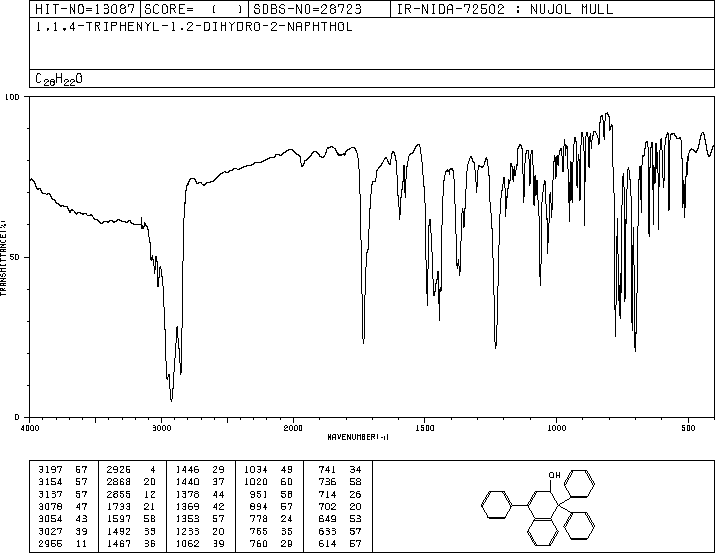 HIT-NO=13087 SCORE= ( ) SDBS-NO=28723 IR-NIDA-72502 : NUJOL MULL
1,1,4-TRIPHENYL-1,2-DIHYDRO-2-NAPHTHOL
C28H22O
100
50
0
TRANSMITTANCE(%)
4000 3000 2000 1500 1000 500
WAVENUMBER(-1)
3197 57 2926 4 1446 29 1034 49 741 34
3154 57 2868 20 1440 37 1020 60 736 58
3137 57 2855 12 1378 44 951 58 714 26
3078 47 1733 21 1369 42 894 57 702 20
3054 43 1597 58 1353 57 778 24 649 53
3027 39 1492 33 1233 20 765 35 633 57
2955 11 1467 36 1062 39 760 29 614 57
OH